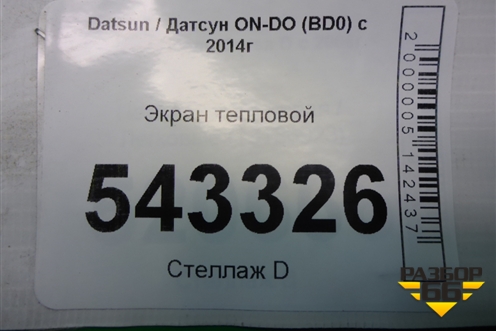 Datsun / Датсун ON-DO (BD0) с
2014г
Экран тепловой
543326
Стеллаж D
2000005142437
РАЗБОР
66